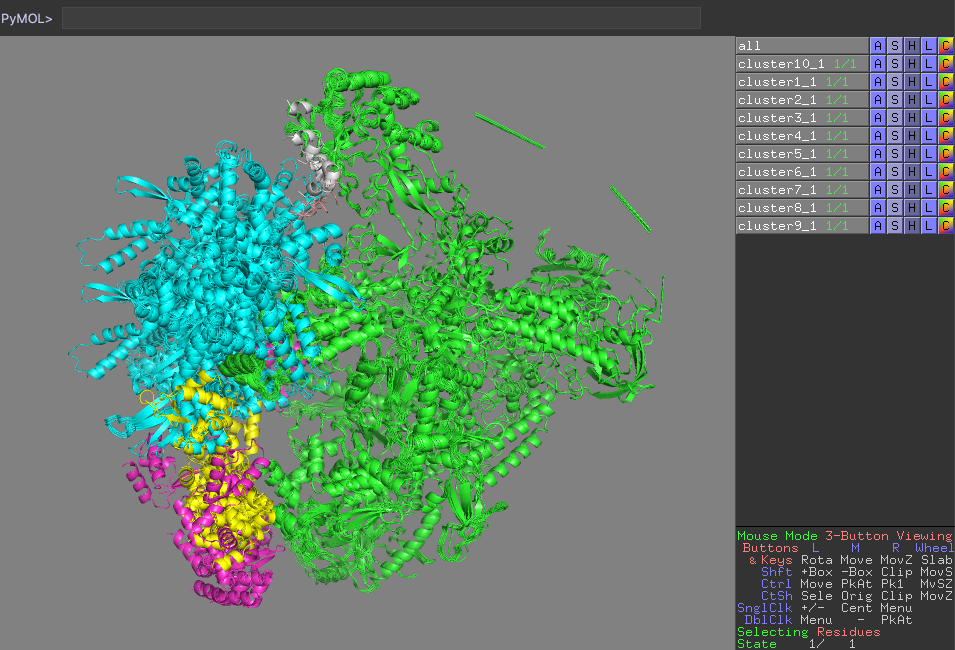 PyMOL>
all A S H L C
cluster10_1 1/1 A S H L C
cluster1_1 1/1 A S H L C
cluster2_1 1/1 A S H L C
cluster3_1 1/1 A S H L C
cluster4_1 1/1 A S H L C
cluster5_1 1/1 A S H L C
cluster6_1 1/1 A S H L C
cluster7_1 1/1 A S H L C
cluster8_1 1/1 A S H L C
cluster9_1 1/1 A S H L C
Mouse Mode 3-Button Viewing
Buttons L M R Wheel
& Keys Rota Move MovZ Slab
Shft +Box -Box Clip MovS
Ctrl Move PkAt Pk1 MvSZ
CtSh Sele Orig Clip MovZ
SnglClk +/- Cent Menu
DblClk Menu - PkAt
Selecting Residues
State 1/ 1